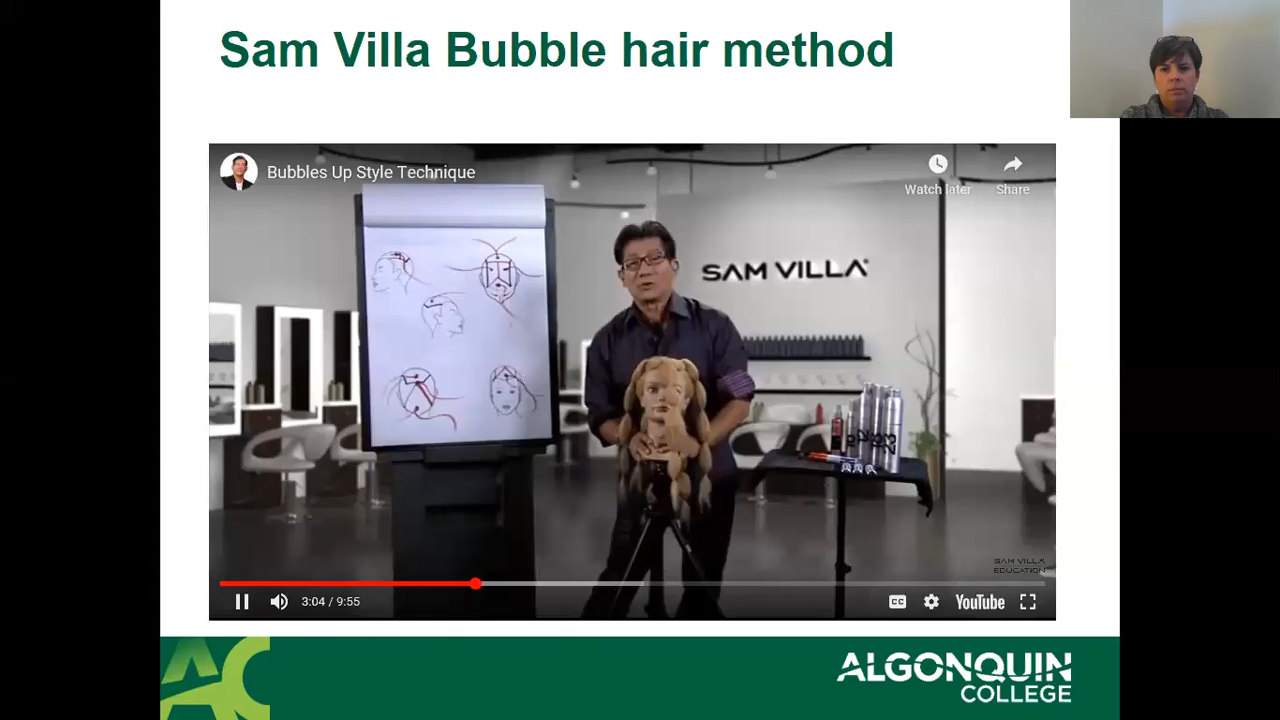 Sam Villa Bubble hair method
Bubbles Up Style Technique
Watch later
Share
SAM VILLA
SAM VILLA
EDUCATION
3:04 / 9:55
CC
YouTube
AC
ALGONQUIN
COLLEGE